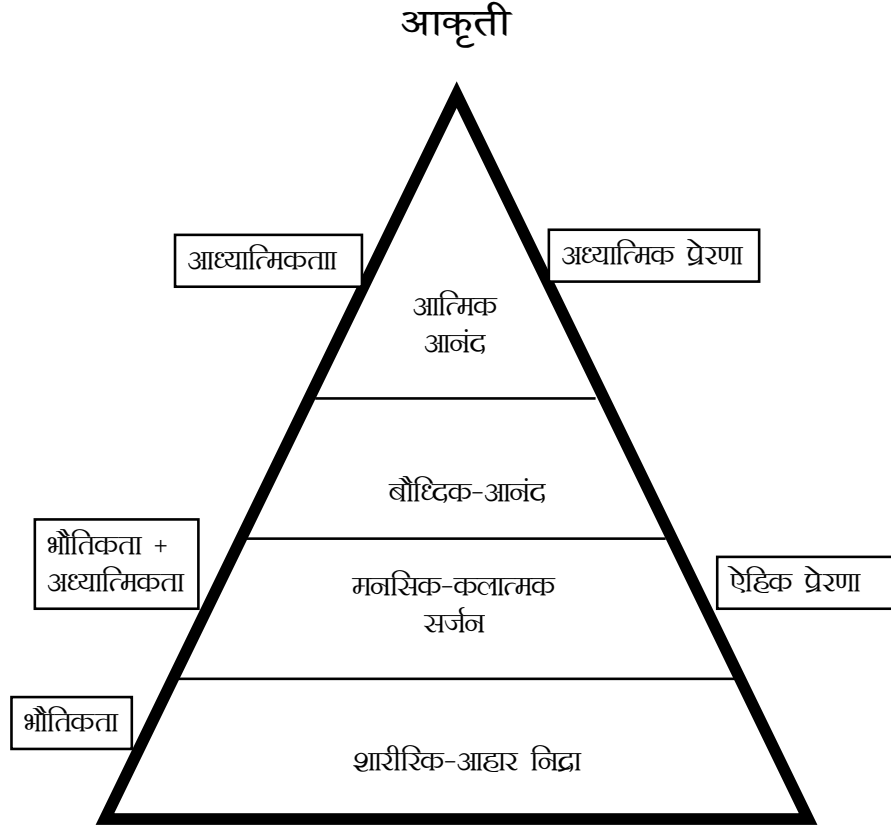 आकृती
आध्यात्मिकताा
अध्यात्मिक प्रेरणा
आत्मिक
आनंद
बौध्दिक-आनंद
भौतिकता +
अध्यात्मिकता
मनसिक-कलात्मक
सर्जन
ऐहिक प्रेरणा
भौतिकता
शारीरिक-आहार निद्रा